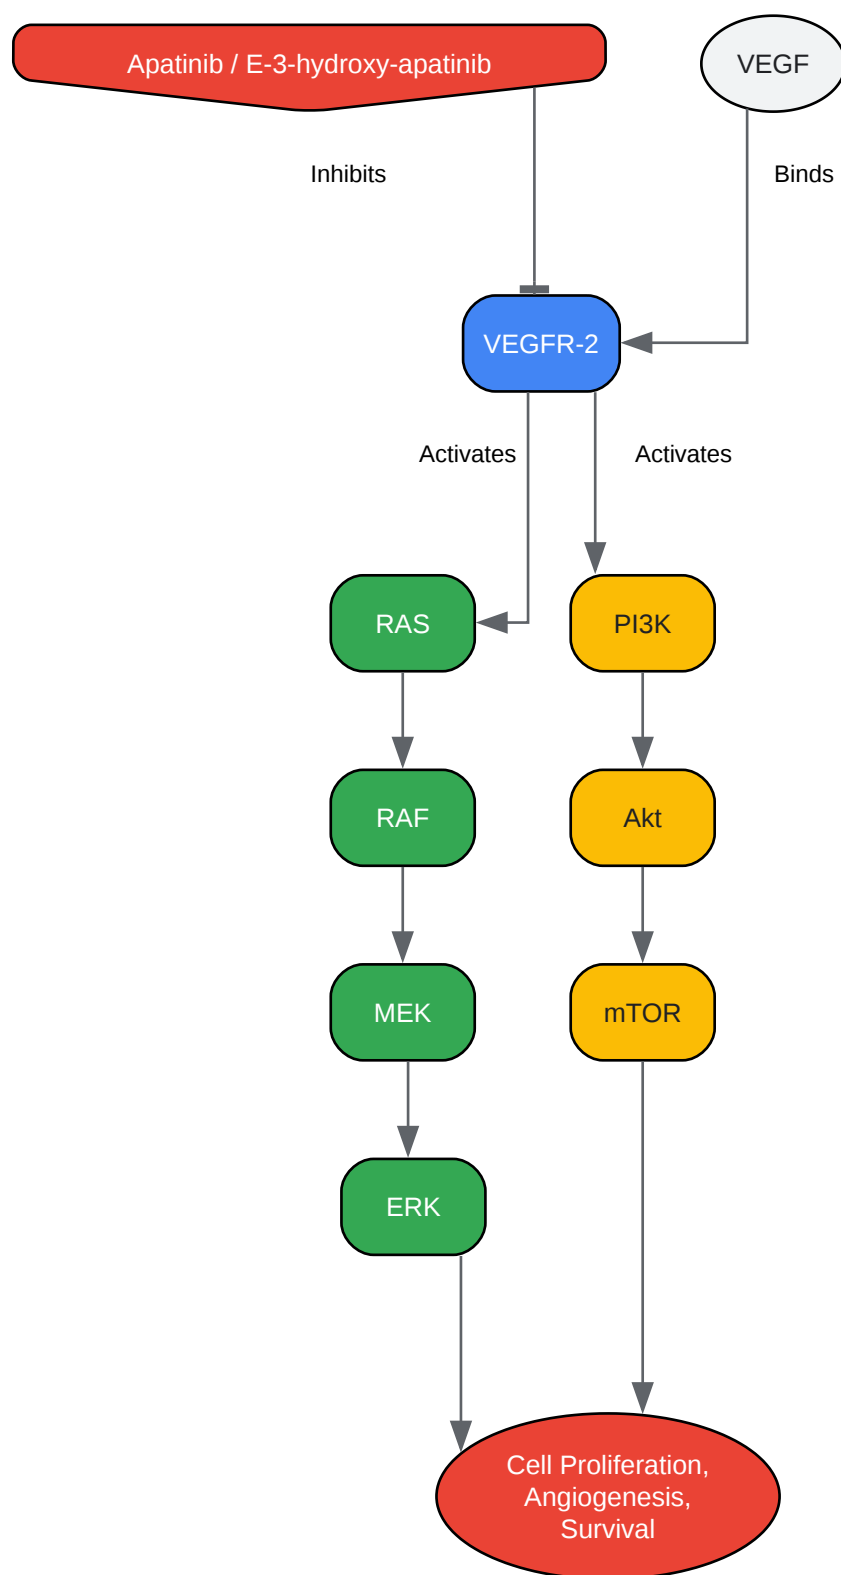 Apatinib / E-3-hydroxy-apatinib
VEGF
Inhibits
Binds
VEGFR-2
Activates
Activates
RAS
PI3K
RAF
Akt
MEK
mTOR
ERK
Cell Proliferation,
Angiogenesis,
Survival